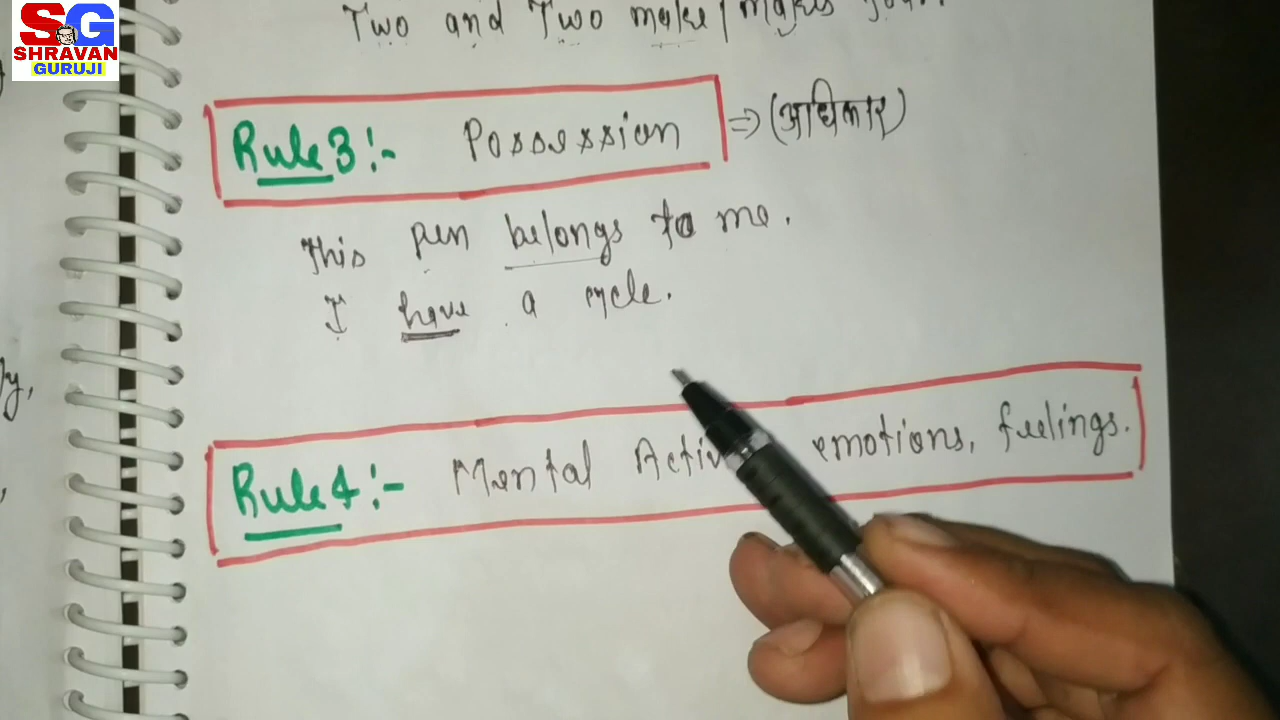 SG
SHRAVAN
GURUJI
Two and Two make/makes four.
Rule 3:- Possession => (अधिकार)
This pen belongs to me.
I have a cycle.
Rule 4:- Mental emotions, feelings.